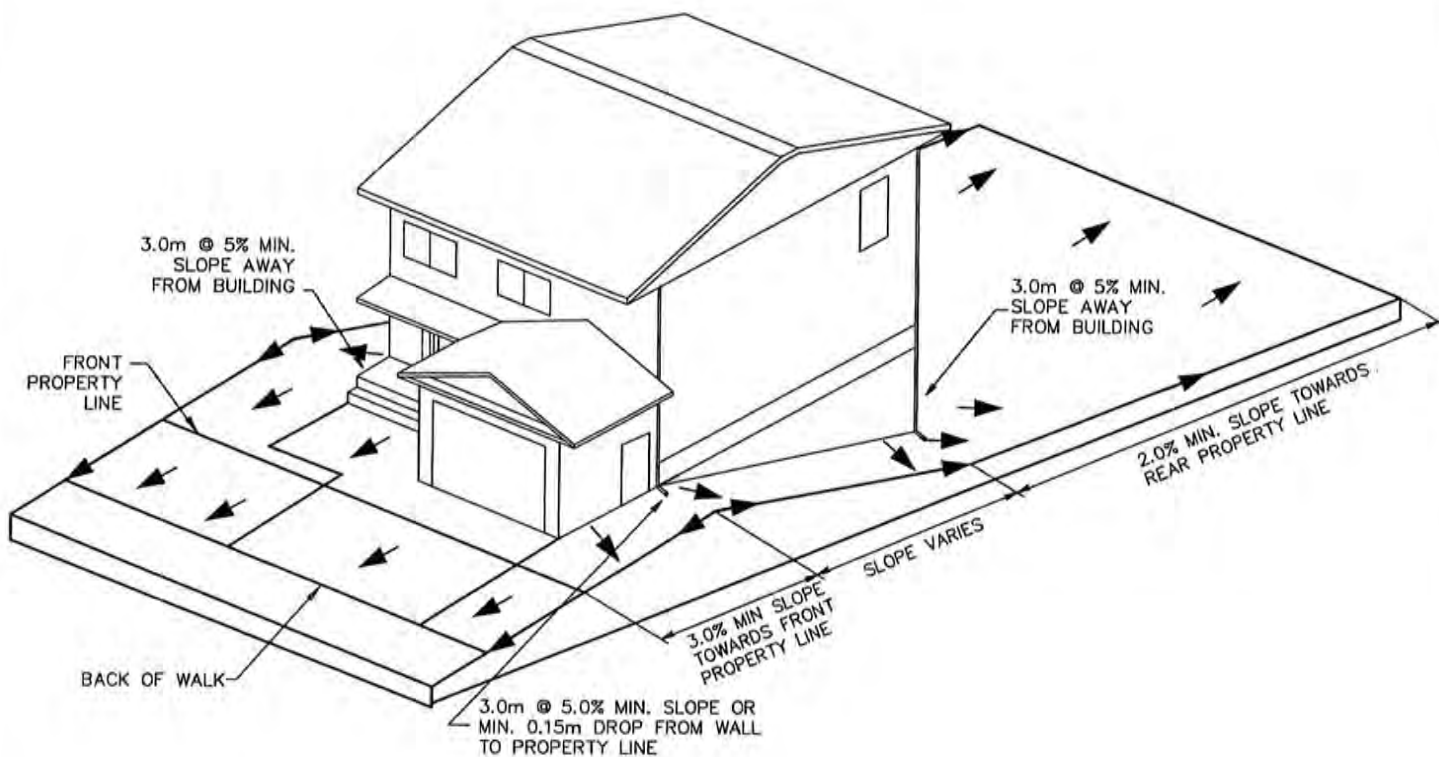 3.0m @ 5% MIN.
SLOPE AWAY
FROM BUILDING
FRONT
PROPERTY
LINE
3.0m @ 5% MIN.
SLOPE AWAY
FROM BUILDING
2.0% MIN. SLOPE TOWARDS
REAR PROPERTY LINE
SLOPE VARIES
3.0% MIN SLOPE
TOWARDS FRONT
PROPERTY LINE
BACK OF WALK
3.0m @ 5.0% MIN. SLOPE OR
MIN. 0.15m DROP FROM WALL
TO PROPERTY LINE